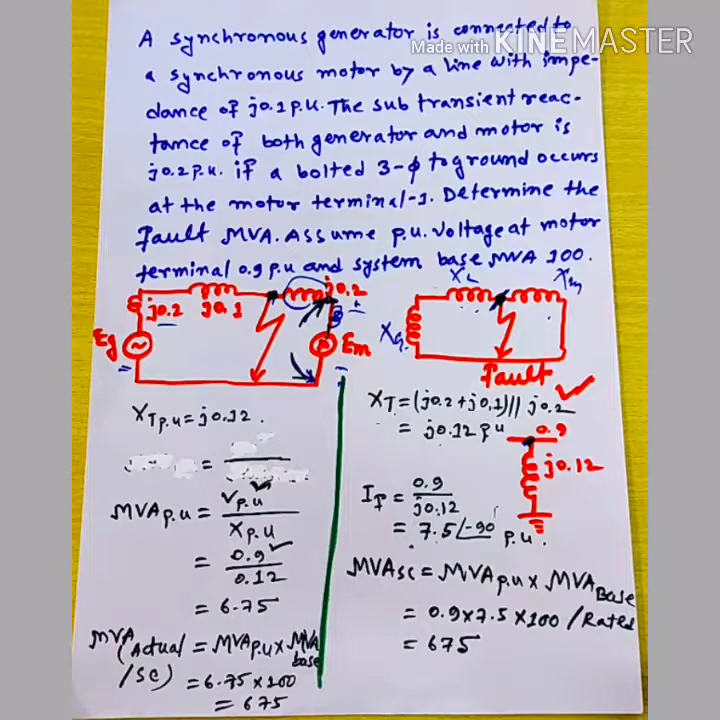 Made with KINEMASTER
A synchronous generator is connected to
a synchronous motor by a line with impe-
dance of j0.1 p.u. The sub transient reac-
tance of both generator and motor is
j0.2 p.u. if a bolted 3-ϕ to ground occurs
at the motor terminal-1. Determine the
fault MVA. Assume p.u. voltage at motor
terminal 0.9 p.u and system base MVA 100.
j0.2 j0.1 j0.2
Eg Em
XT p.u = j0.12.
=
MVA p.u = V p.u / X p.u
= 0.9 / 0.12
= 6.75
MVA (Actual / SC) = MVA p.u x MVA base
= 6.75 x 100
= 675
XL Xm
Xg
Fault
XT = (j0.2 + j0.1) || j0.2
= j0.12 pu
0.9
j0.12
If = 0.9 / j0.12
= 7.5 ∠-90 p.u.
MVASC = MVA p.u x MVA Base
= 0.9 x 7.5 x 100 / Rated
= 675